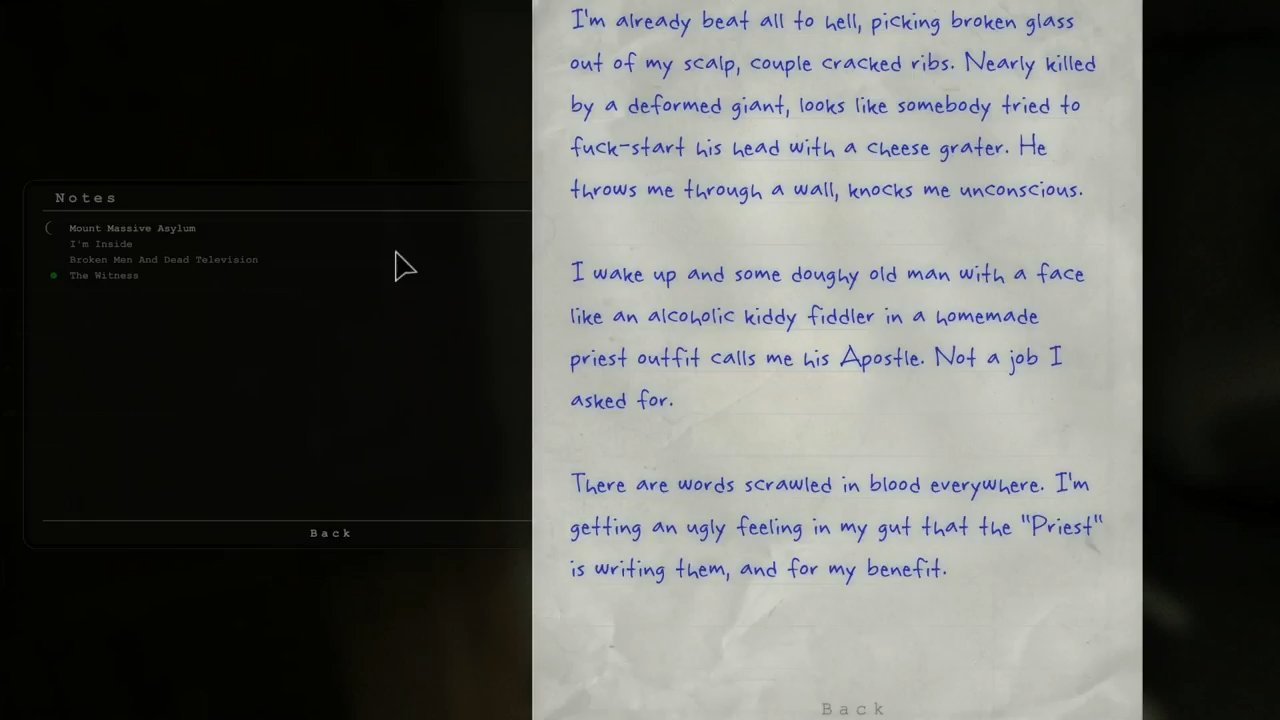 Notes
Mount Massive Asylum
I'm Inside
Broken Men And Dead Television
The Witness
Back
I'm already beat all to hell, picking broken glass
out of my scalp, couple cracked ribs. Nearly killed
by a deformed giant, looks like somebody tried to
fuck-start his head with a cheese grater. He
throws me through a wall, knocks me unconscious.
I wake up and some doughy old man with a face
like an alcoholic kiddy fiddler in a homemade
priest outfit calls me his Apostle. Not a job I
asked for.
There are words scrawled in blood everywhere. I'm
getting an ugly feeling in my gut that the "Priest"
is writing them, and for my benefit.
Back